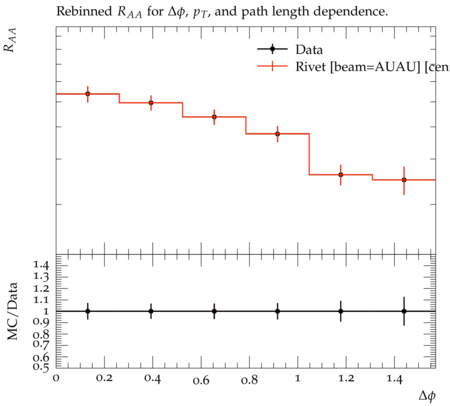 Rebinned R_AA for Δϕ, p_T, and path length dependence.
R_AA
Data
Rivet [beam=AUAU] [cen
MC/Data
1.4
1.3
1.2
1.1
1
0.9
0.8
0.7
0.6
0.5
0 0.2 0.4 0.6 0.8 1 1.2 1.4
Δϕ